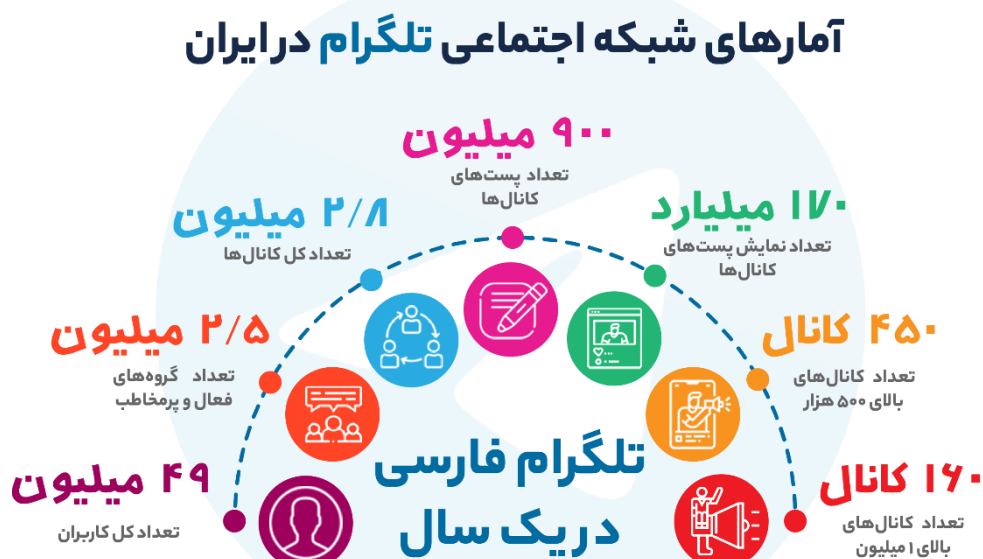 آمارهای شبکه اجتماعی تلگرام در ایران
۹۰۰ میلیون
تعداد پست‌های
کانال‌ها
۱۷۰ میلیارد
تعداد نمایش پست‌های
کانال‌ها
۲/۸ میلیون
تعداد کل کانال‌ها
۴۵۰ کانال
تعداد کانال‌های
بالای ۵۰۰ هزار
۲/۵ میلیون
تعداد گروه‌های
فعال و پرمخاطب
تلگرام فارسی
در یک سال
۱۶۰ کانال
تعداد کانال‌های
بالای ۱ میلیون
۴۹ میلیون
تعداد کل کاربران